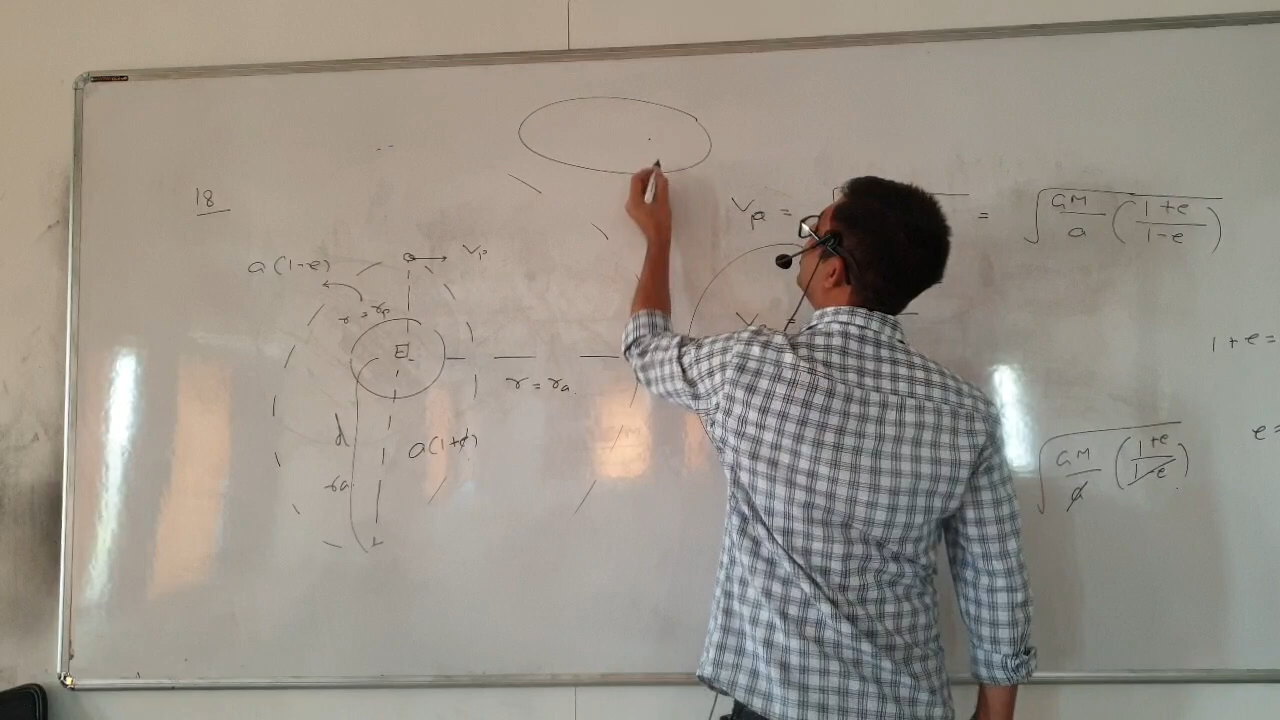 18
V_p = = √(GM/a ((1+e)/(1-e)))
a(1-e) V_p
r = r_p
V =
1+e =
E
r = r_a
d a(1+e)
r_a
√(GM/a ((1+e)/(1-e)))
e =